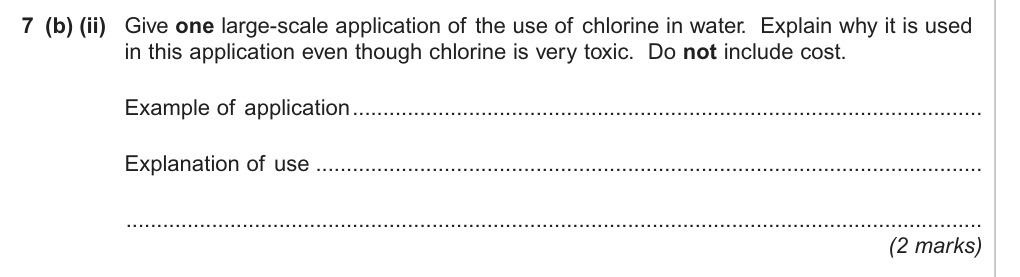 7 (b) (ii) Give one large-scale application of the use of chlorine in water. Explain why it is used
in this application even though chlorine is very toxic. Do not include cost.
Example of application ..........................................................................................................
Explanation of use ................................................................................................................
................................................................................................................................................
(2 marks)